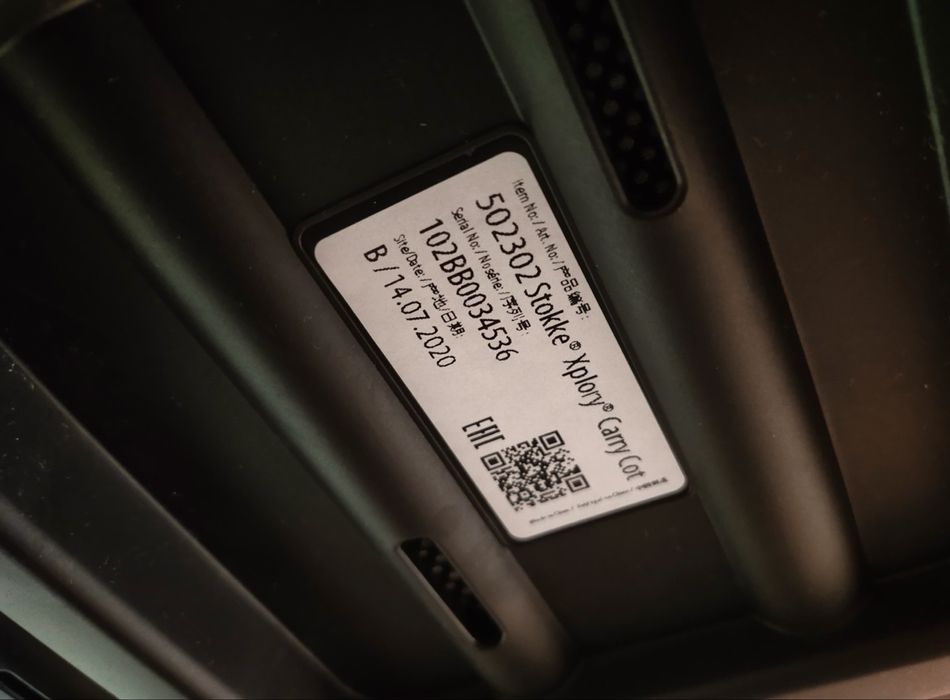 Item No.: / Art. No.: / 产品编号:
502302 Stokke® Xplory® Carry Cot
Serial No.: / No série: / 序列号:
102BB0034536
Site/Date: / 产地/日期:
B / 14.07.2020
EAC